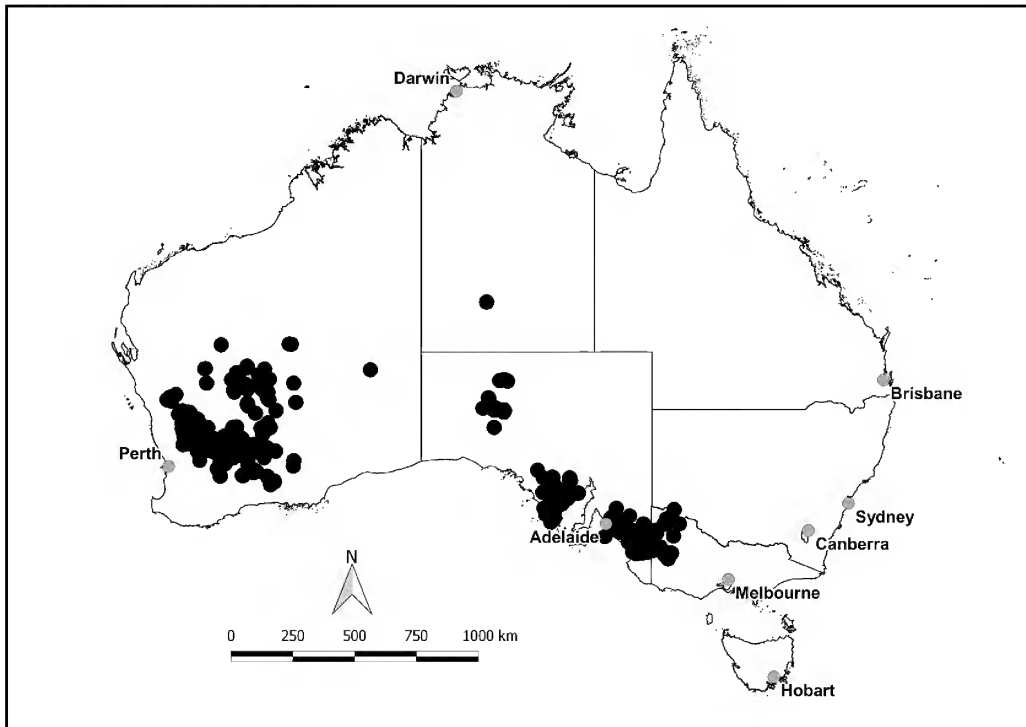 Darwin
Brisbane
Perth
Sydney
Adelaide
Canberra
Melbourne
N
0 250 500 750 1000 km
Hobart